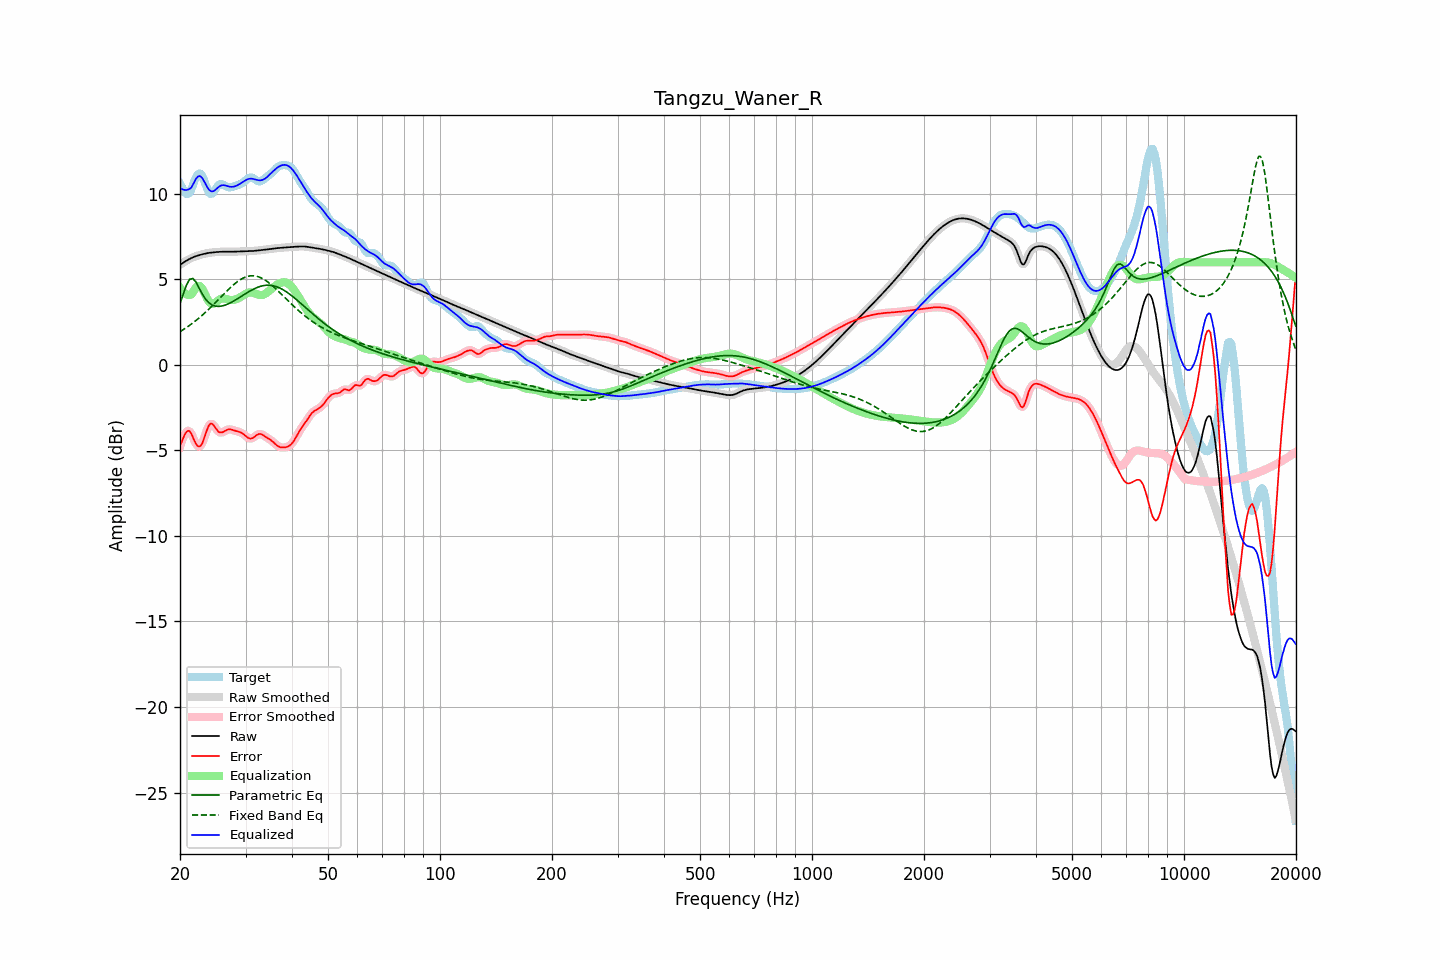 Tangzu_Waner_R
Amplitude (dBr)
10
5
0
−5
−10
−15
−20
−25
Target
Raw Smoothed
Error Smoothed
Raw
Error
Equalization
Parametric Eq
Fixed Band Eq
Equalized
20 50 100 200 500 1000 2000 5000 10000 20000
Frequency (Hz)